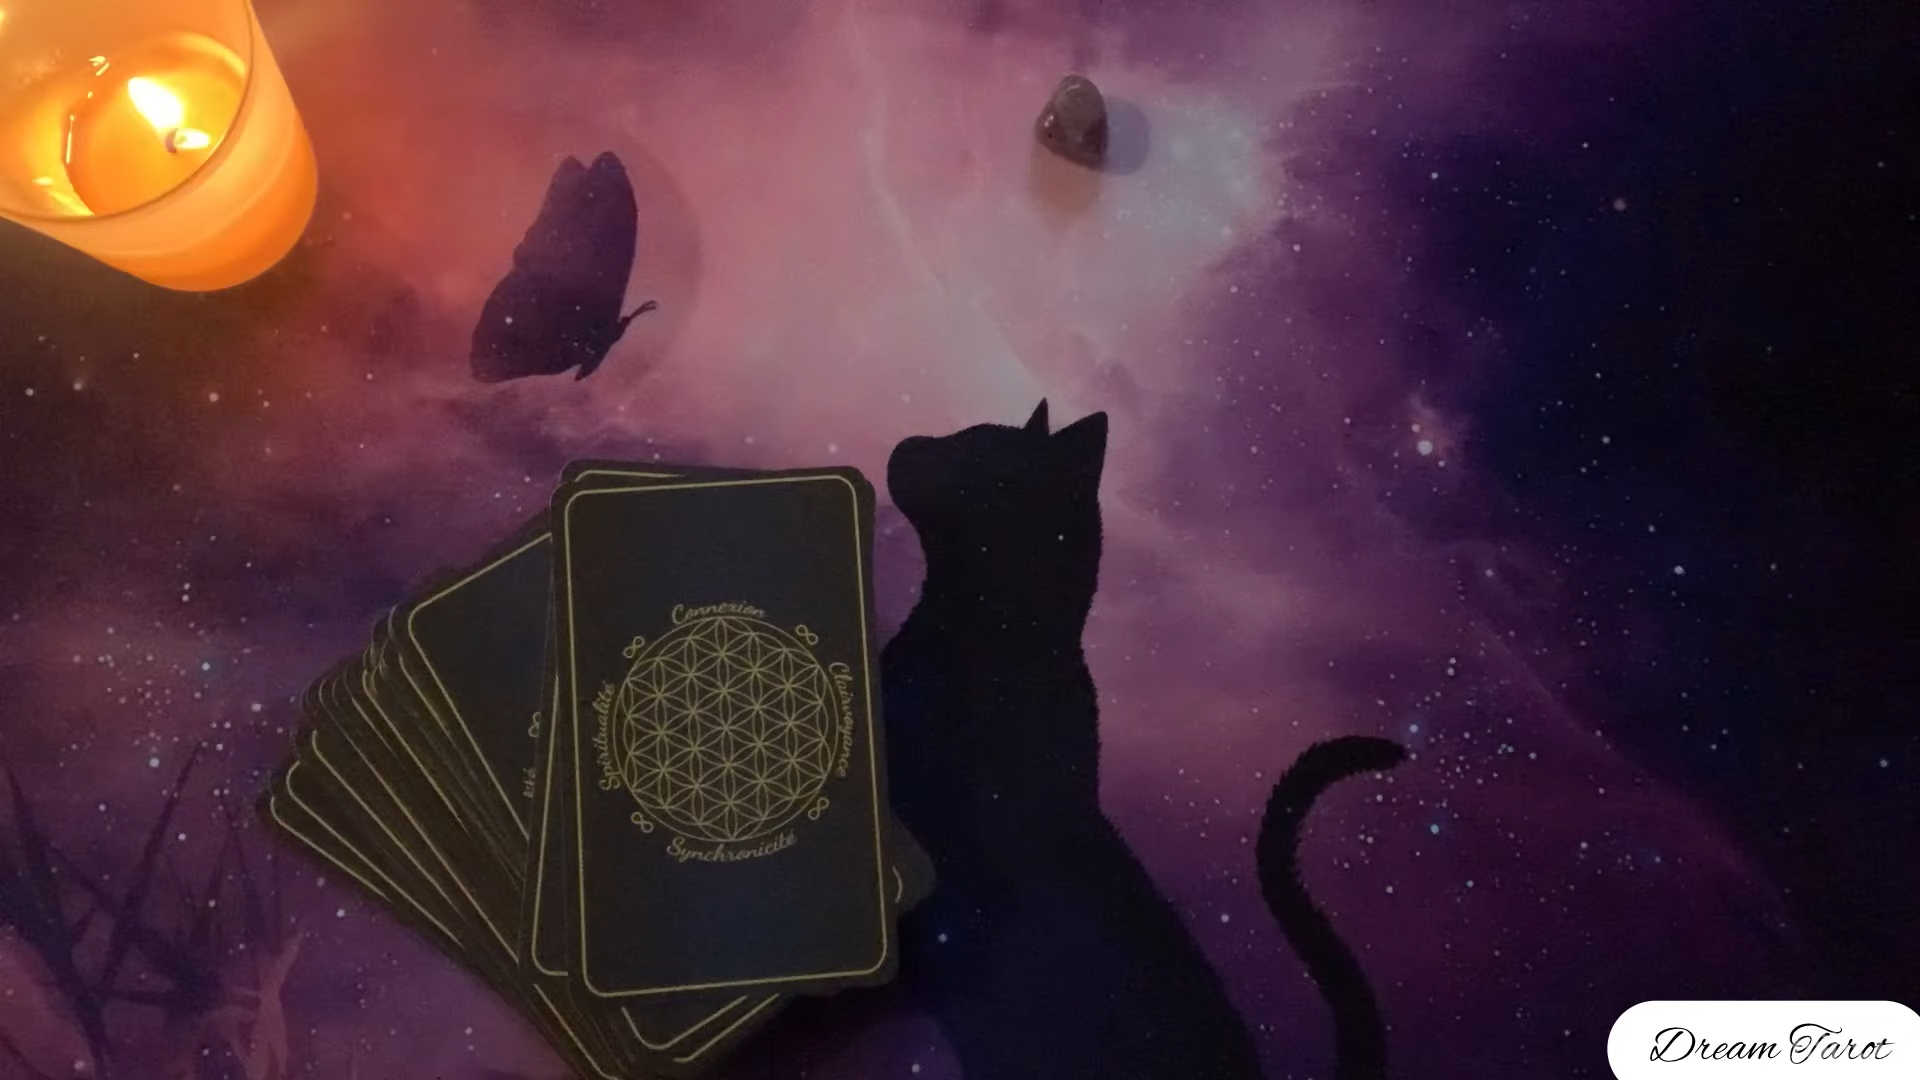 Connexion
Clairvoyance
Spiritualité
Synchronicité
Dream Tarot